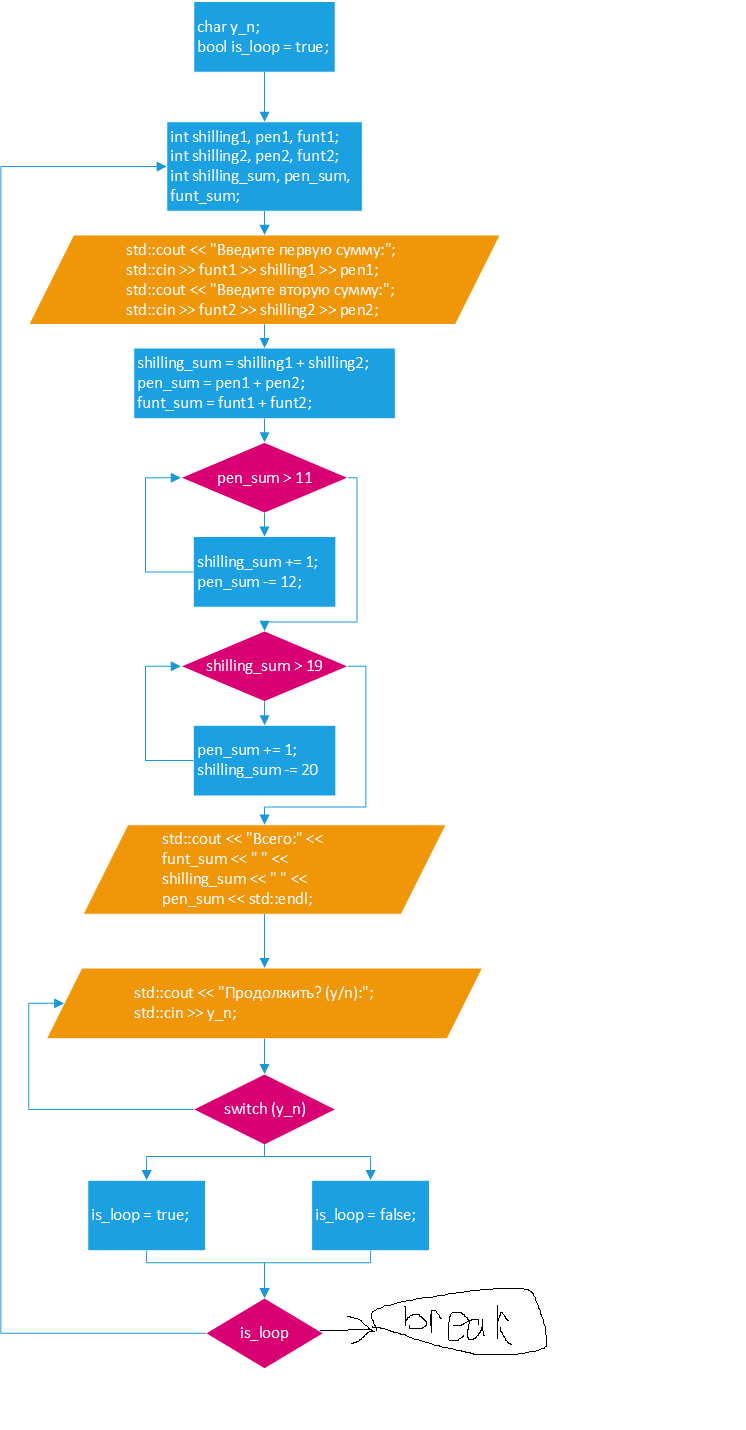 char y_n;
bool is_loop = true;
int shilling1, pen1, funt1;
int shilling2, pen2, funt2;
int shilling_sum, pen_sum,
funt_sum;
std::cout << "Введите первую сумму:";
std::cin >> funt1 >> shilling1 >> pen1;
std::cout << "Введите вторую сумму:";
std::cin >> funt2 >> shilling2 >> pen2;
shilling_sum = shilling1 + shilling2;
pen_sum = pen1 + pen2;
funt_sum = funt1 + funt2;
pen_sum > 11
shilling_sum += 1;
pen_sum -= 12;
shilling_sum > 19
pen_sum += 1;
shilling_sum -= 20
std::cout << "Всего:" <<
funt_sum << " " <<
shilling_sum << " " <<
pen_sum << std::endl;
std::cout << "Продолжить? (y/n):";
std::cin >> y_n;
switch (y_n)
is_loop = true;
is_loop = false;
is_loop
break